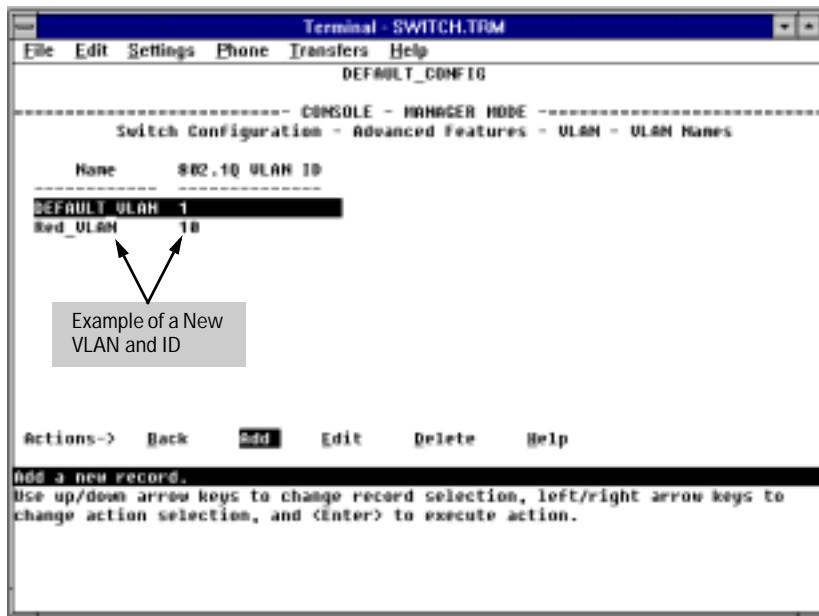 Terminal - SWITCH.TRM
File Edit Settings Phone Transfers Help
DEFAULT_CONFIG
---------------------------- CONSOLE - MANAGER MODE -----------------------------
Switch Configuration - Advanced Features - VLAN - VLAN Names
Name 802.1Q VLAN ID
------------ --------------
DEFAULT_VLAN 1
Red_VLAN 10
Example of a New
VLAN and ID
Actions-> Back Add Edit Delete Help
Add a new record.
Use up/down arrow keys to change record selection, left/right arrow keys to
change action selection, and <Enter> to execute action.